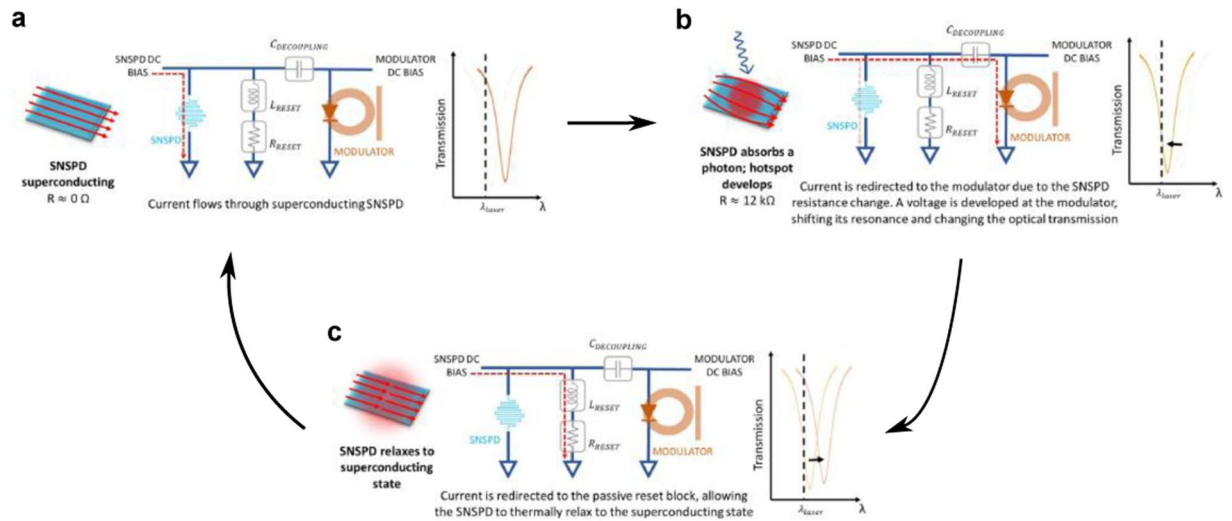 a
SNSPD DC
BIAS
C_DECOUPLING
MODULATOR
DC BIAS
L_RESET
R_RESET
SNSPD
MODULATOR
SNSPD
superconducting
R ≈ 0 Ω
Current flows through superconducting SNSPD
Transmission
λ_laser
λ
b
SNSPD DC
BIAS
C_DECOUPLING
MODULATOR
DC BIAS
L_RESET
R_RESET
SNSPD
MODULATOR
SNSPD absorbs a
photon; hotspot
develops
R ≈ 12 kΩ
Current is redirected to the modulator due to the SNSPD
resistance change. A voltage is developed at the modulator,
shifting its resonance and changing the optical transmission
Transmission
λ_laser
λ
c
SNSPD DC
BIAS
C_DECOUPLING
MODULATOR
DC BIAS
L_RESET
R_RESET
SNSPD
MODULATOR
SNSPD relaxes to
superconducting
state
Current is redirected to the passive reset block, allowing
the SNSPD to thermally relax to the superconducting state
Transmission
λ_laser
λ